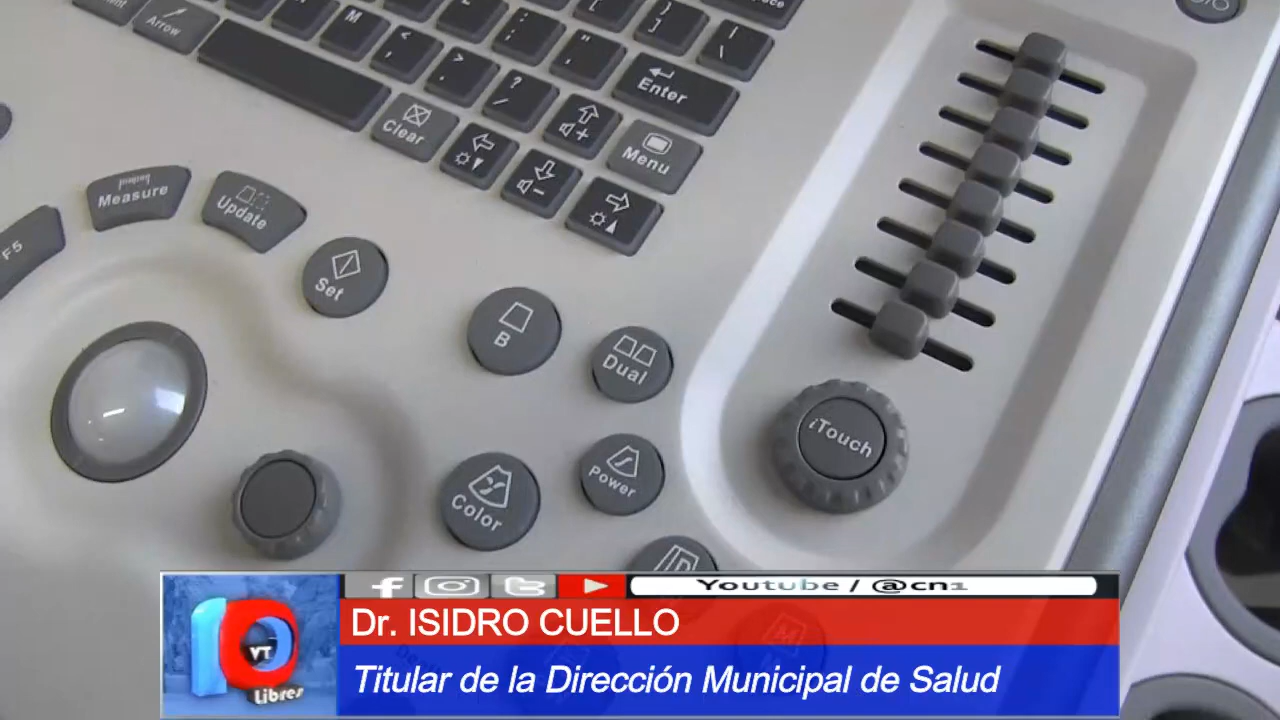 Arrow
M
<
,
>
.
:
;
?
/
"
'
}
]
|
\
Enter
Clear
Menu
Measure
Update
F5
Set
B
Dual
iTouch
Color
Power
D
M
Youtube / @cn1
10
VT
Libres
Dr. ISIDRO CUELLO
Titular de la Dirección Municipal de Salud